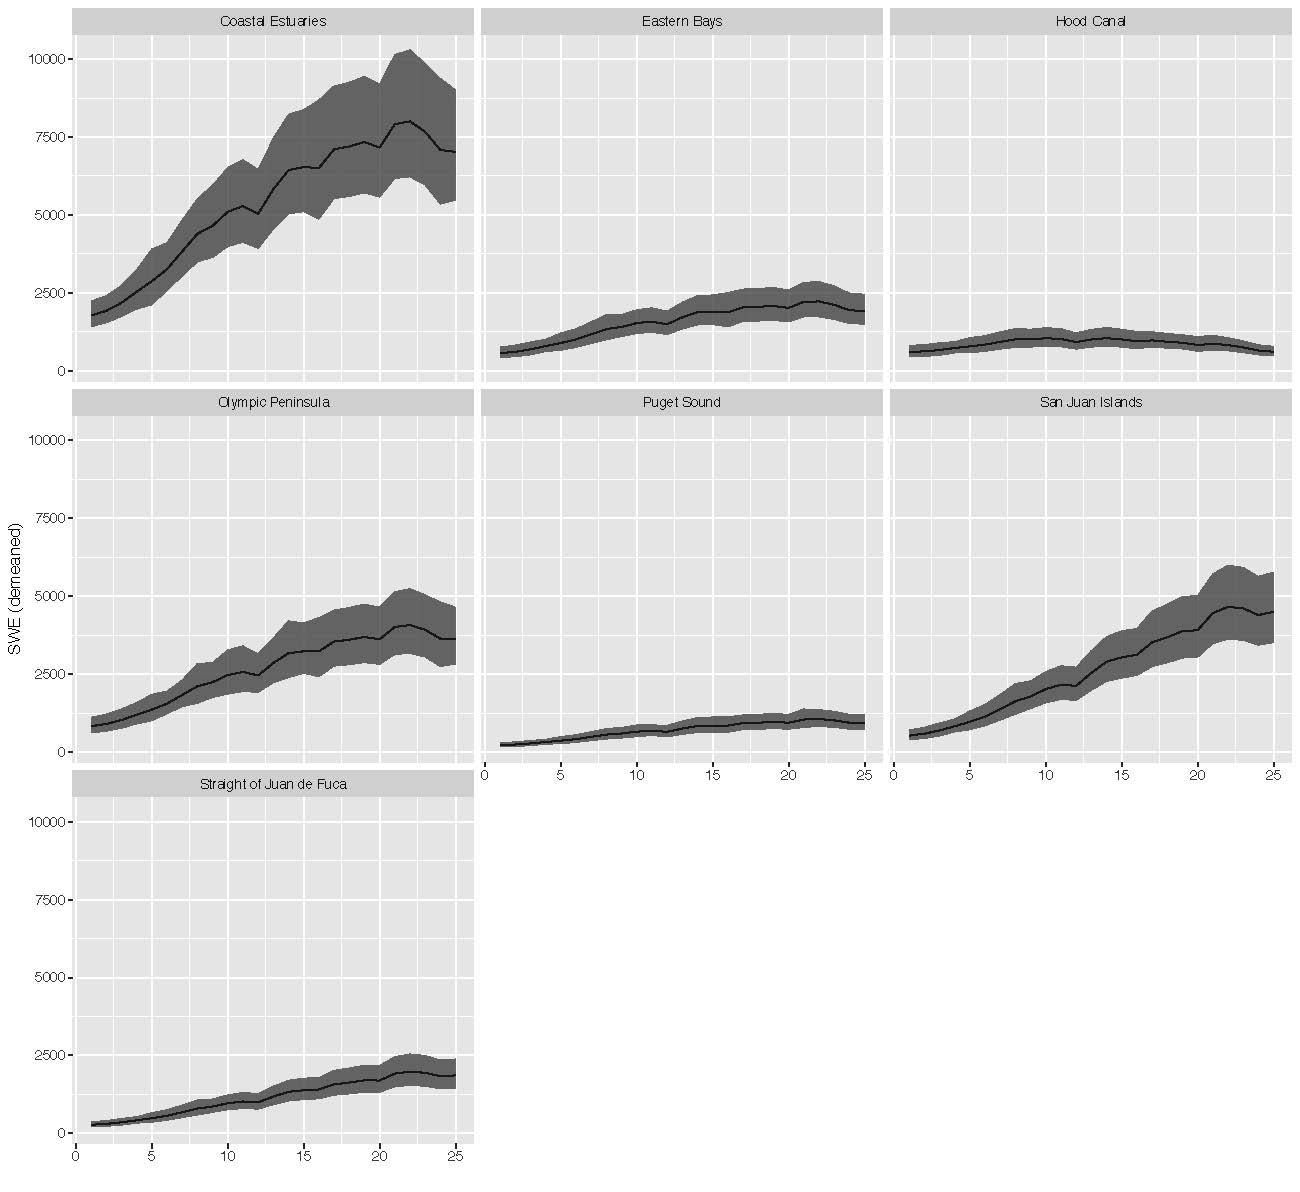 Coastal Estuaries
Eastern Bays
Hood Canal
10000
7500
5000
2500
0
Olympic Peninsula
Puget Sound
San Juan Islands
10000
7500
5000
2500
0
0 5 10 15 20 25
0 5 10 15 20 25
SWE (demeaned)
Straight of Juan de Fuca
10000
7500
5000
2500
0
0 5 10 15 20 25